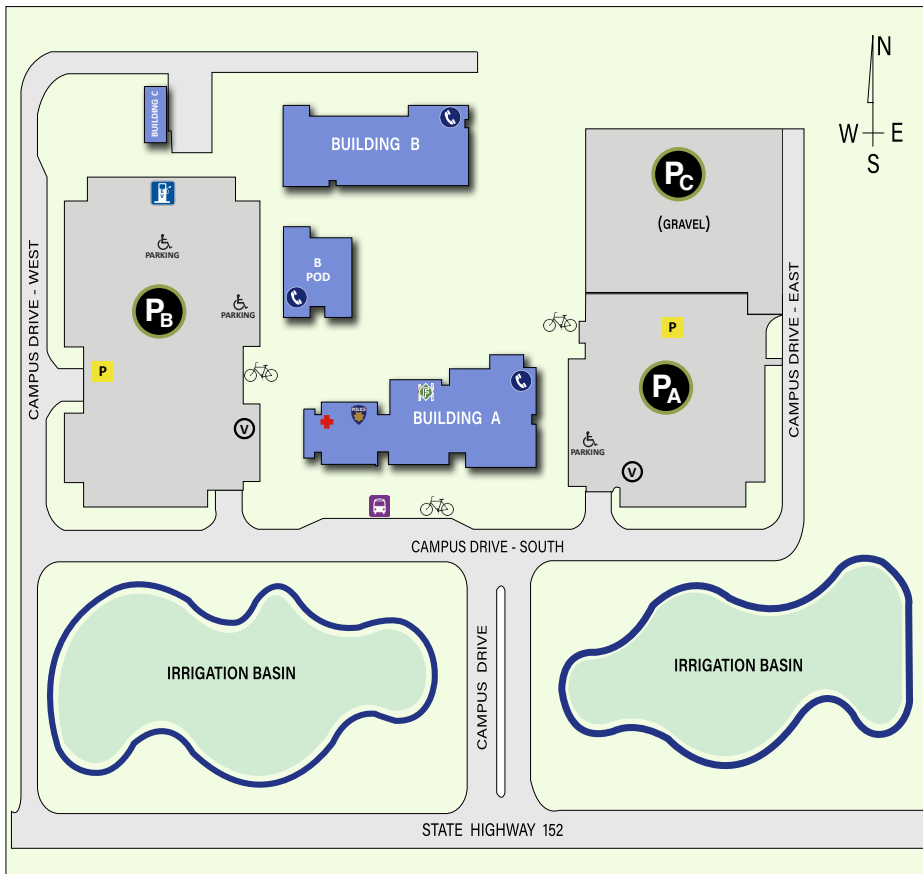 N
W E
S
BUILDING C
BUILDING B
PC
(GRAVEL)
PARKING
B
POD
PARKING
PB
CAMPUS DRIVE - WEST
CAMPUS DRIVE - EAST
P
P
PA
POLICE
BUILDING A
V
PARKING
V
CAMPUS DRIVE - SOUTH
IRRIGATION BASIN
CAMPUS DRIVE
IRRIGATION BASIN
STATE HIGHWAY 152